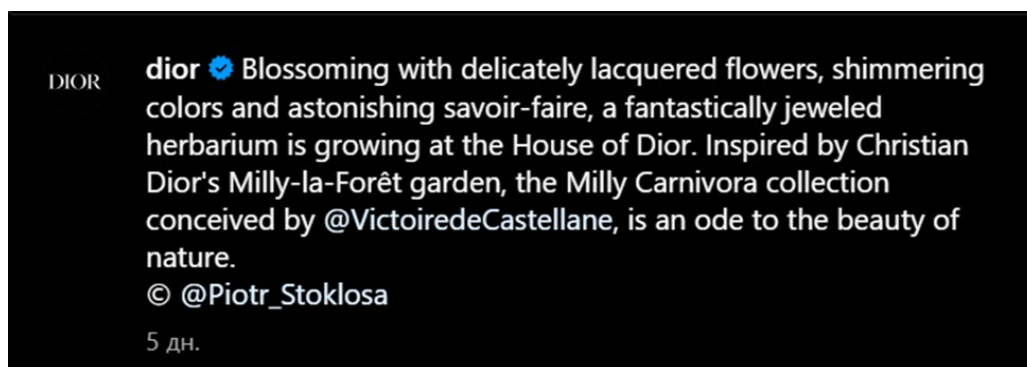 DIOR
dior Blossoming with delicately lacquered flowers, shimmering
colors and astonishing savoir-faire, a fantastically jeweled
herbarium is growing at the House of Dior. Inspired by Christian
Dior's Milly-la-Forêt garden, the Milly Carnivora collection
conceived by @VictoiredeCastellane, is an ode to the beauty of
nature.
© @Piotr_Stoklosa
5 дн.